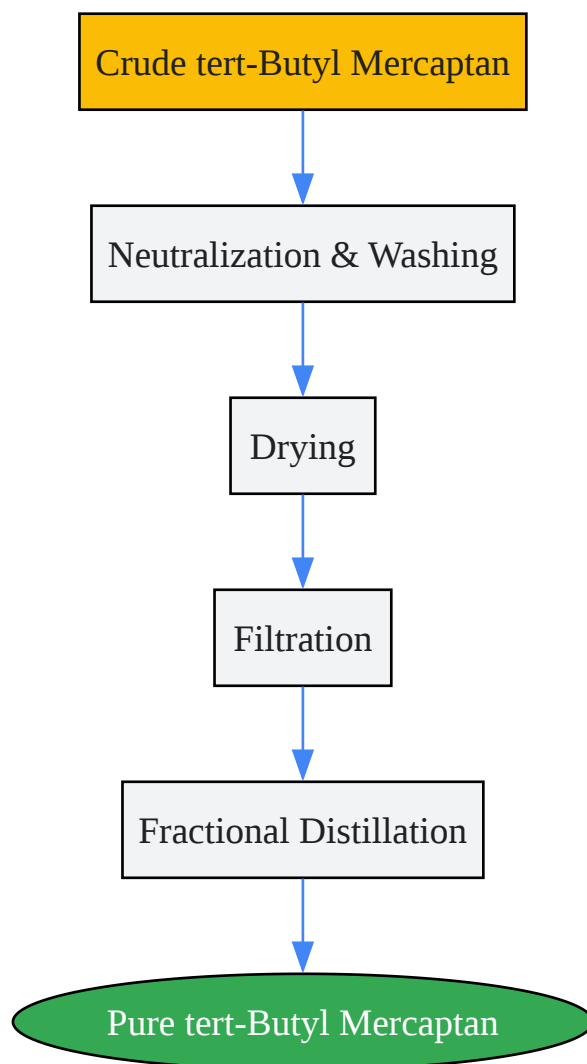 Crude tert-Butyl Mercaptan
Neutralization & Washing
Drying
Filtration
Fractional Distillation
Pure tert-Butyl Mercaptan